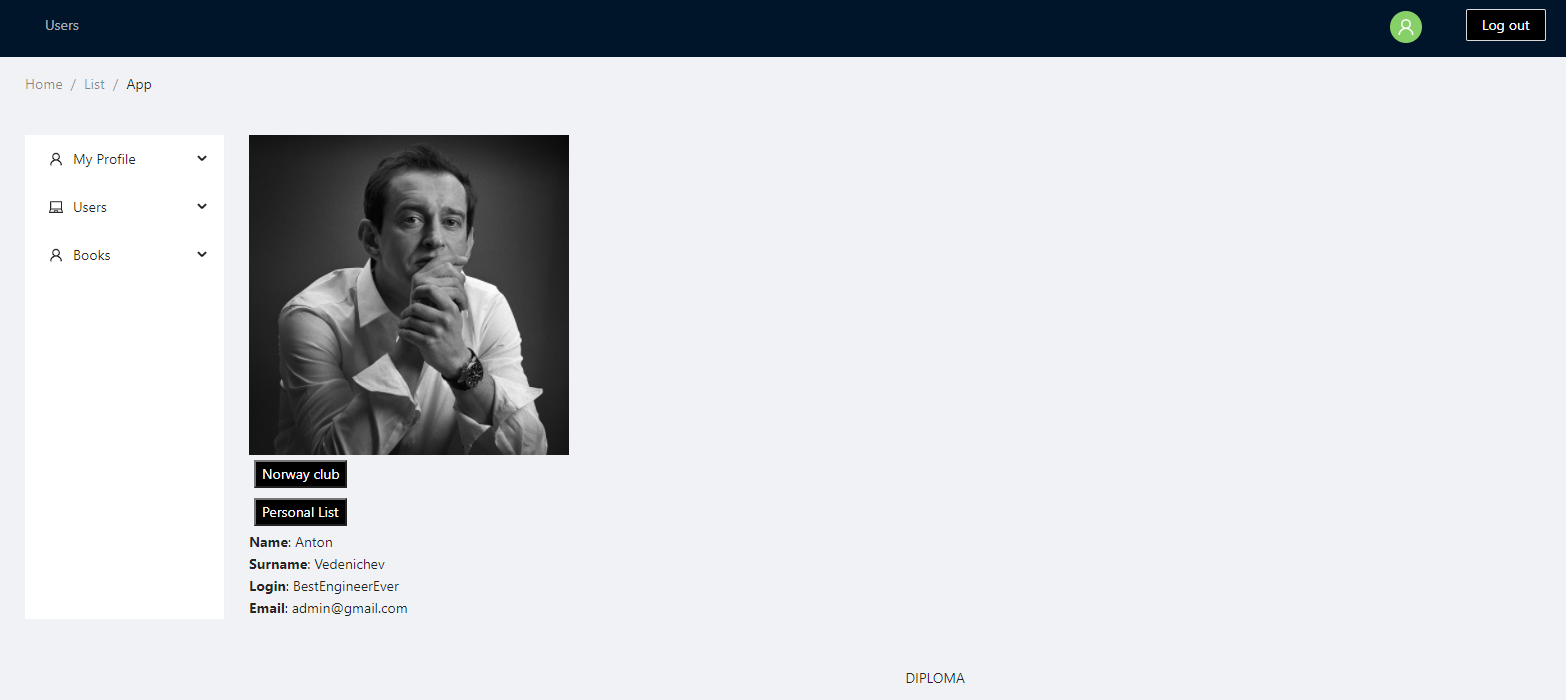 Users
Log out
Home / List / App
My Profile
Users
Books
Norway club
Personal List
Name: Anton
Surname: Vedenichev
Login: BestEngineerEver
Email: admin@gmail.com
DIPLOMA